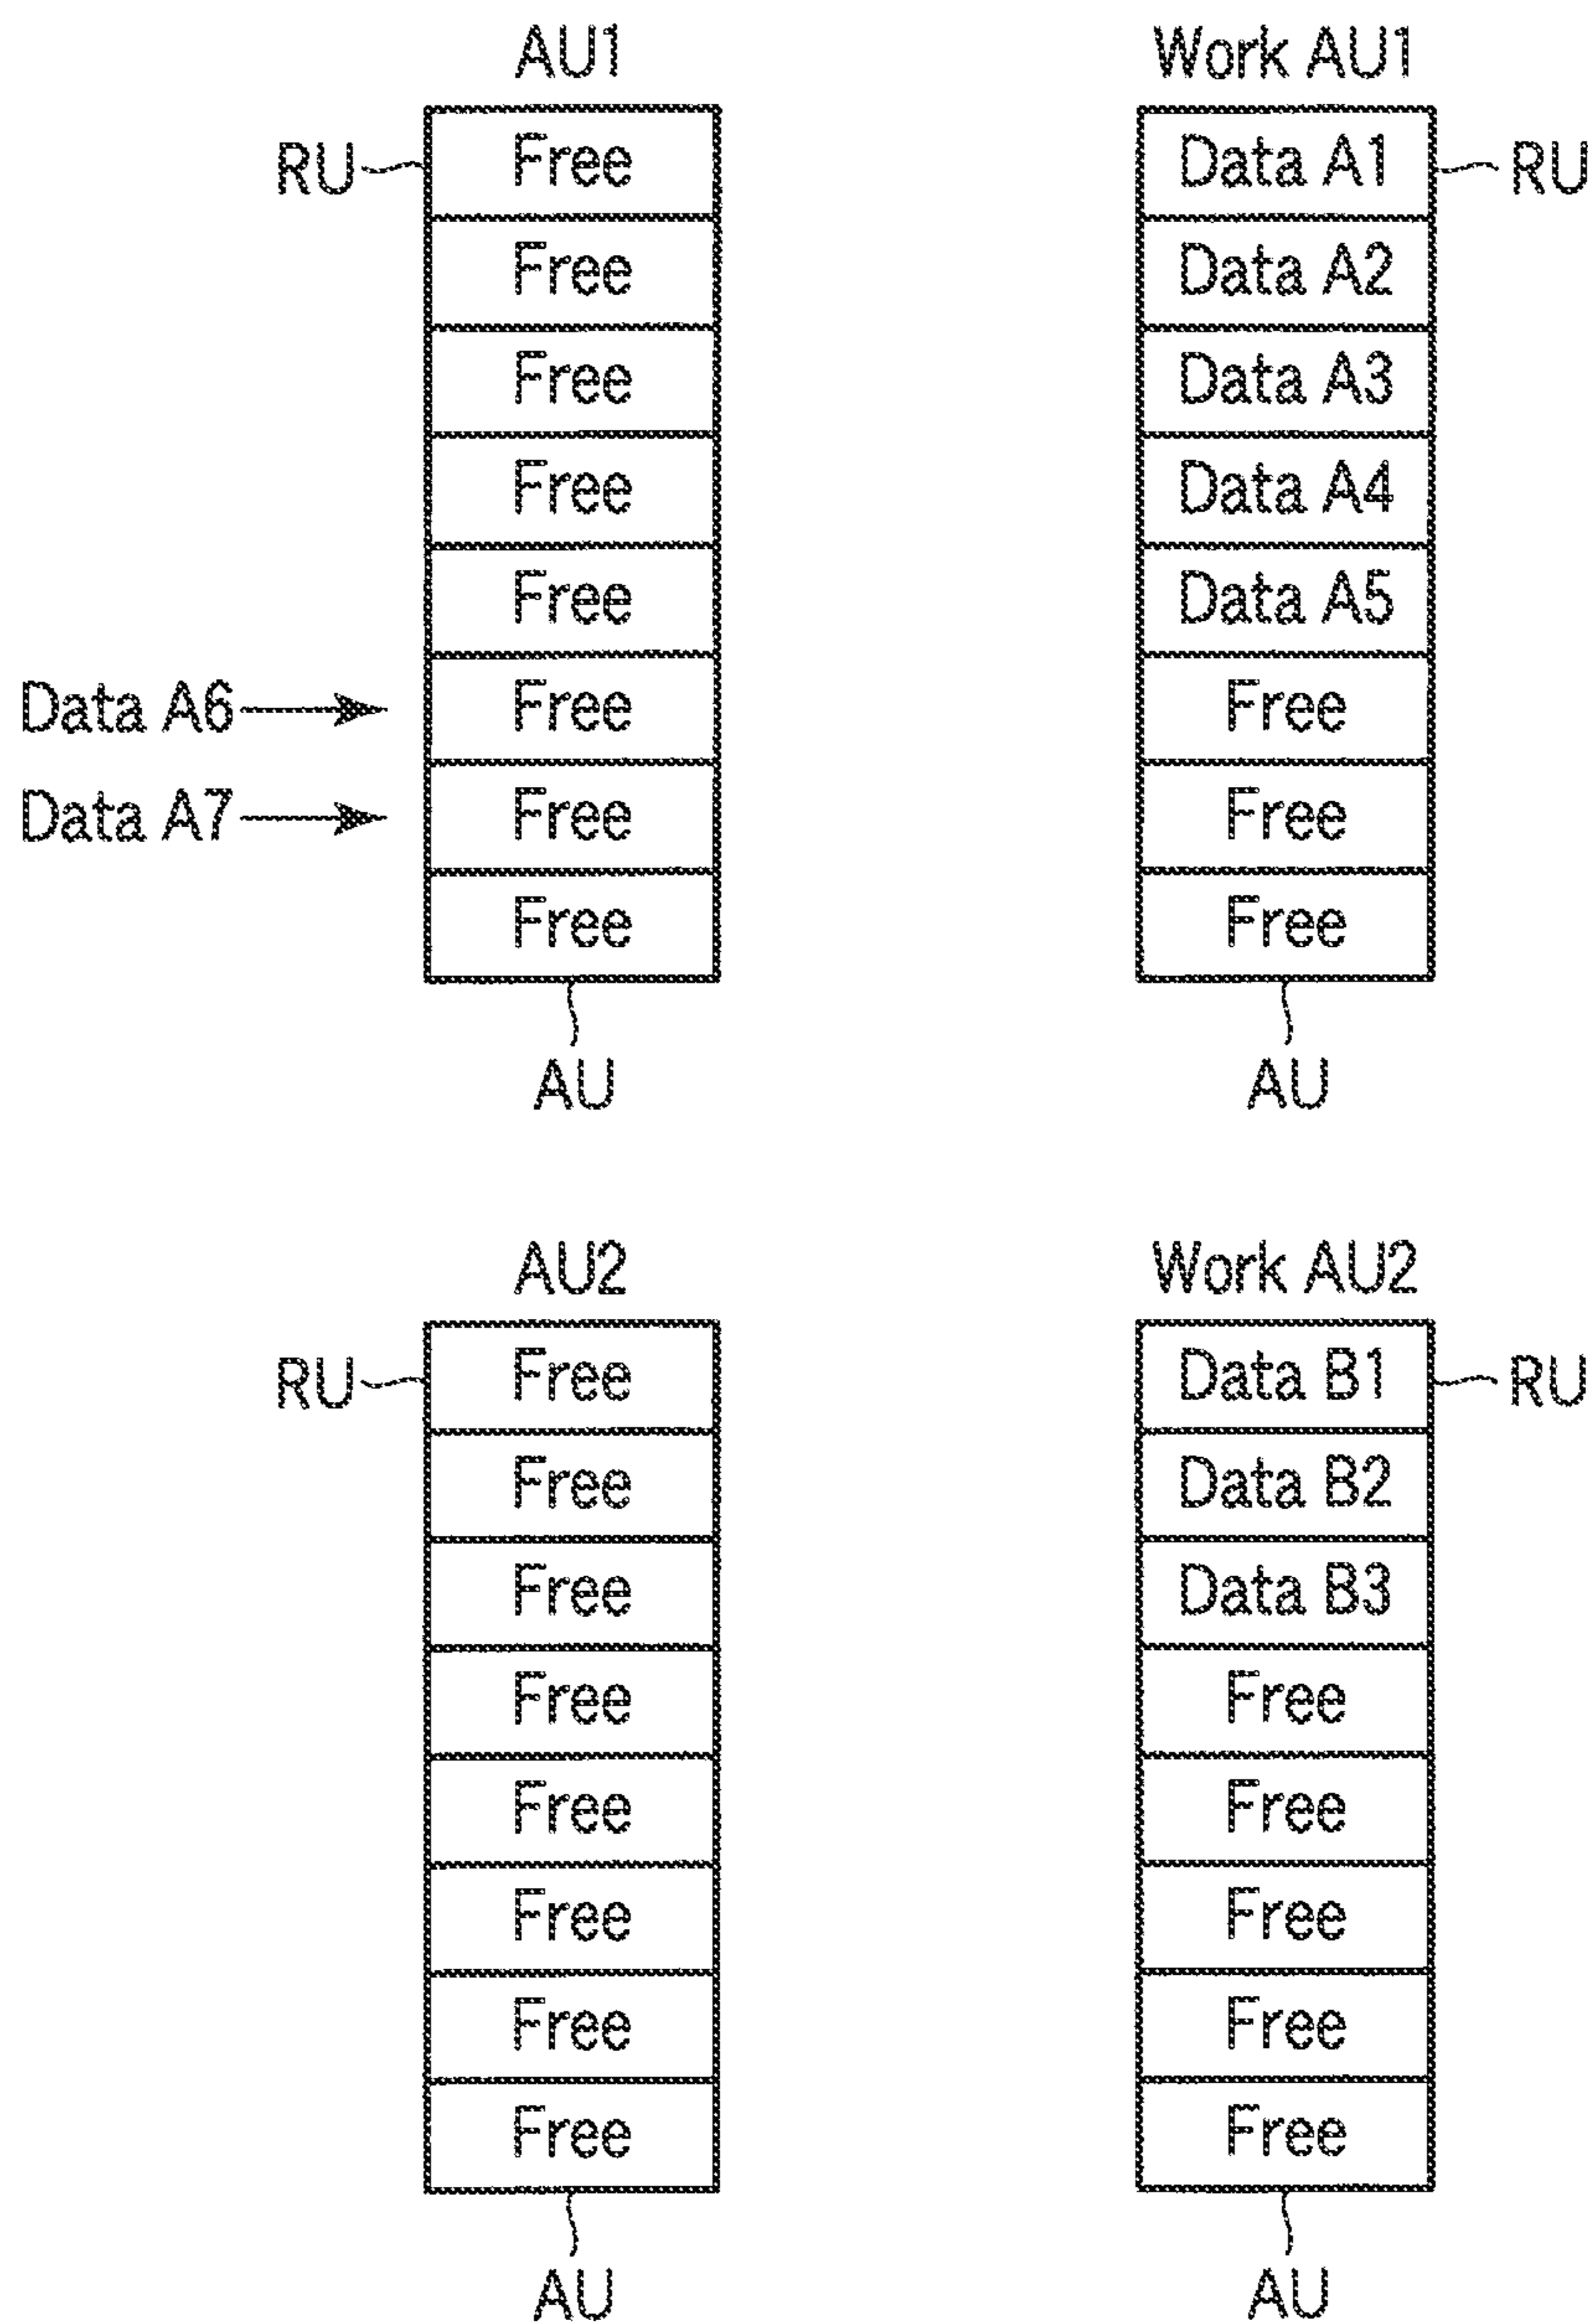 AU1 Work AU1
RU Free Data A1 RU
Free Data A2
Free Data A3
Free Data A4
Free Data A5
Data A6 Free Free
Data A7 Free Free
Free Free
AU AU
AU2 Work AU2
RU Free Data B1 RU
Free Data B2
Free Data B3
Free Free
Free Free
Free Free
Free Free
Free Free
AU AU